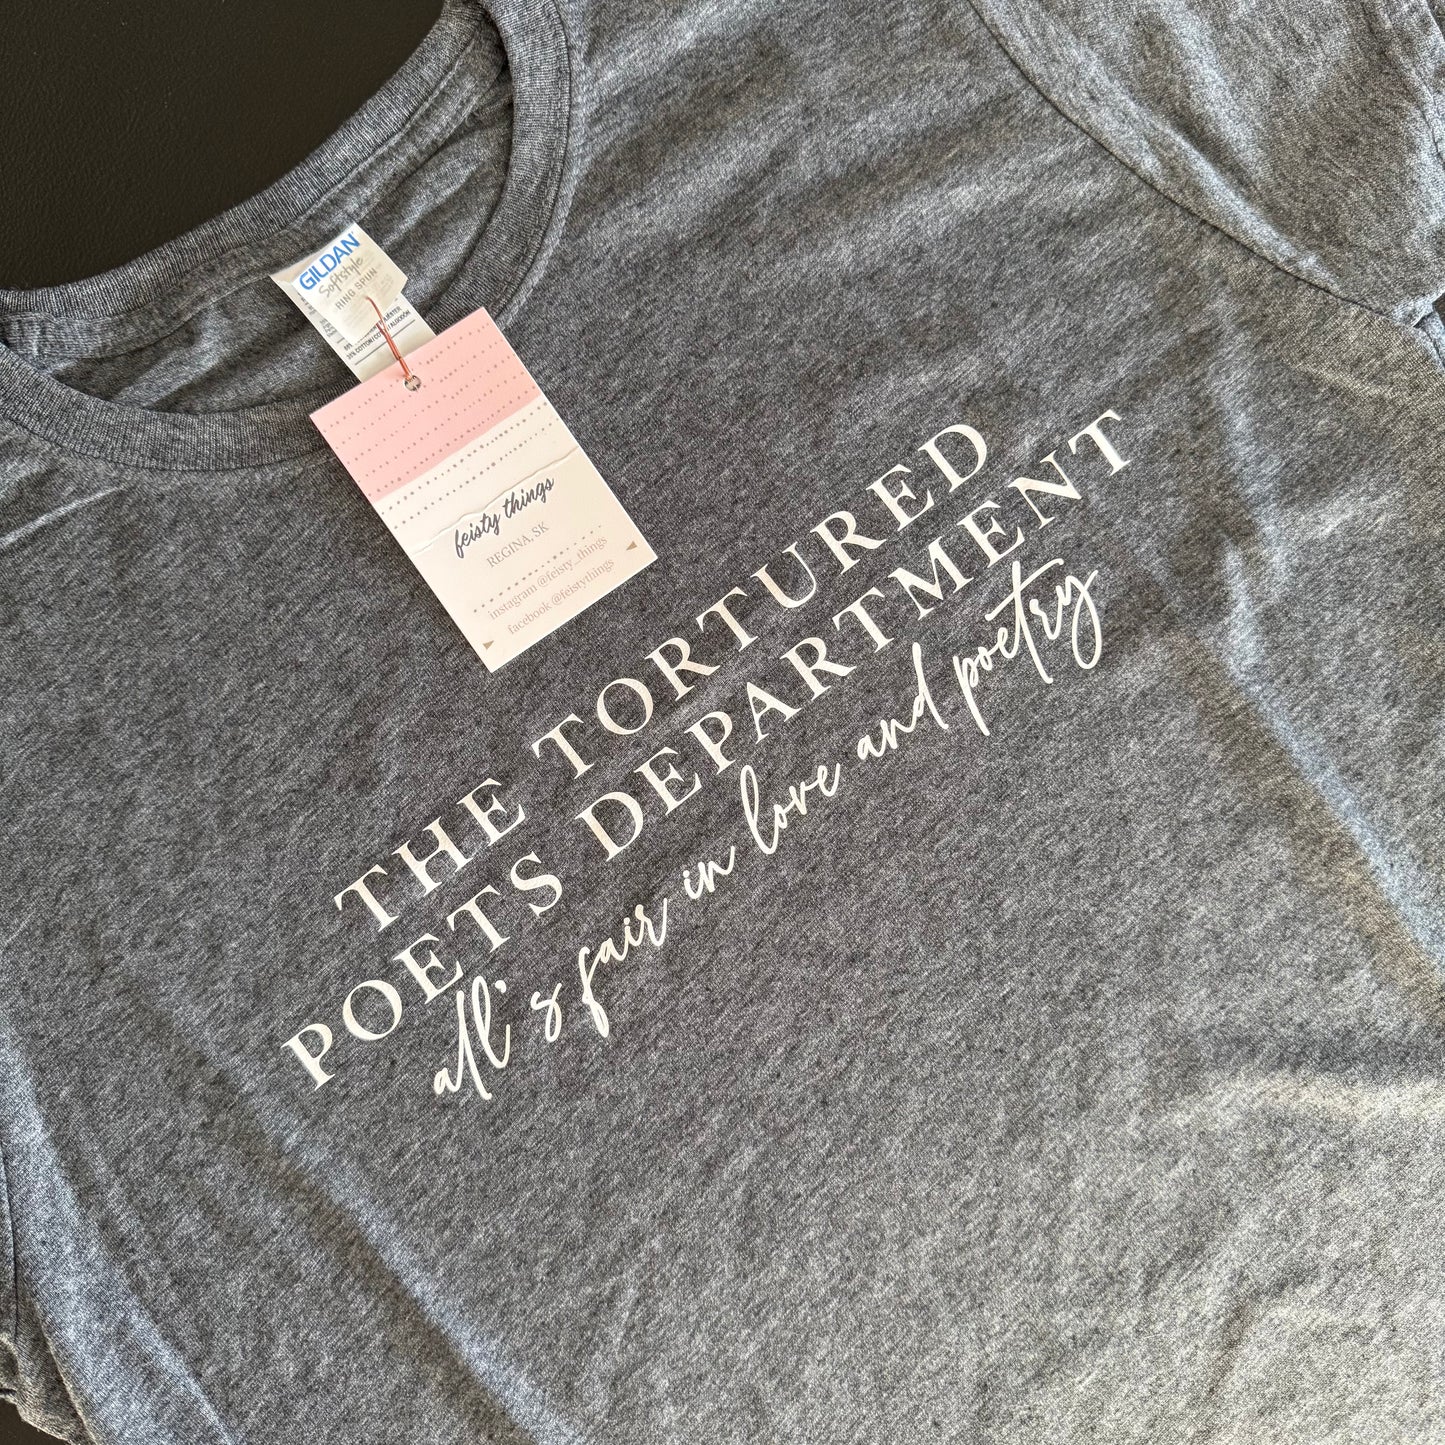 GILDAN
Softstyle
RING SPUN
feisty things
REGINA, SK
instagram @feisty_things
facebook @feistythings
THE TORTURED
POETS DEPARTMENT
all's fair in love and poetry